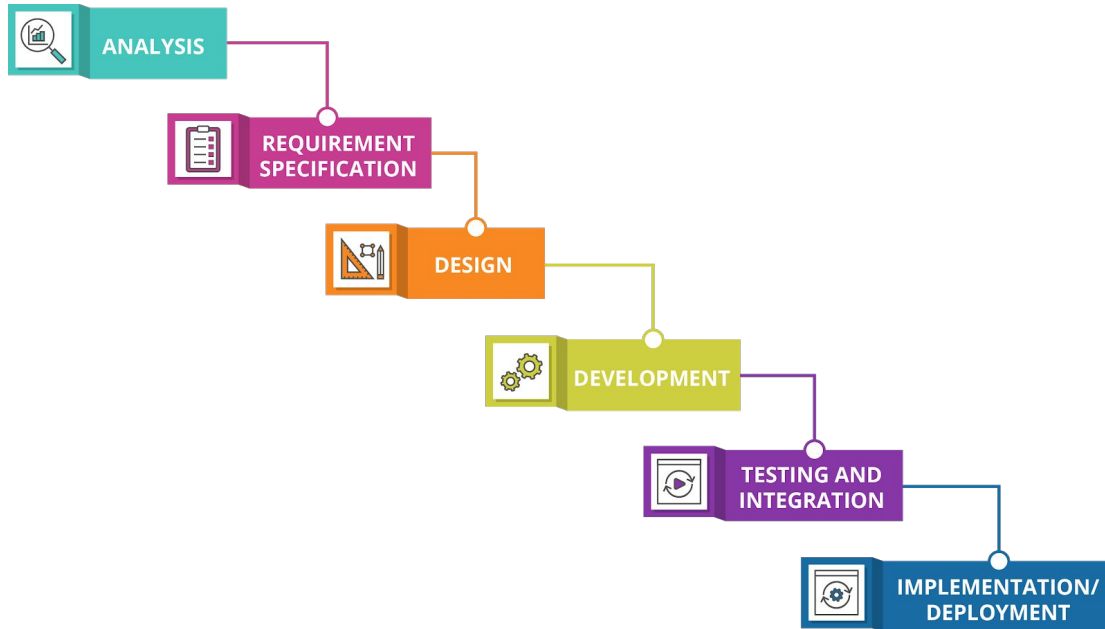 ANALYSIS
REQUIREMENT
SPECIFICATION
DESIGN
DEVELOPMENT
TESTING AND
INTEGRATION
IMPLEMENTATION/
DEPLOYMENT